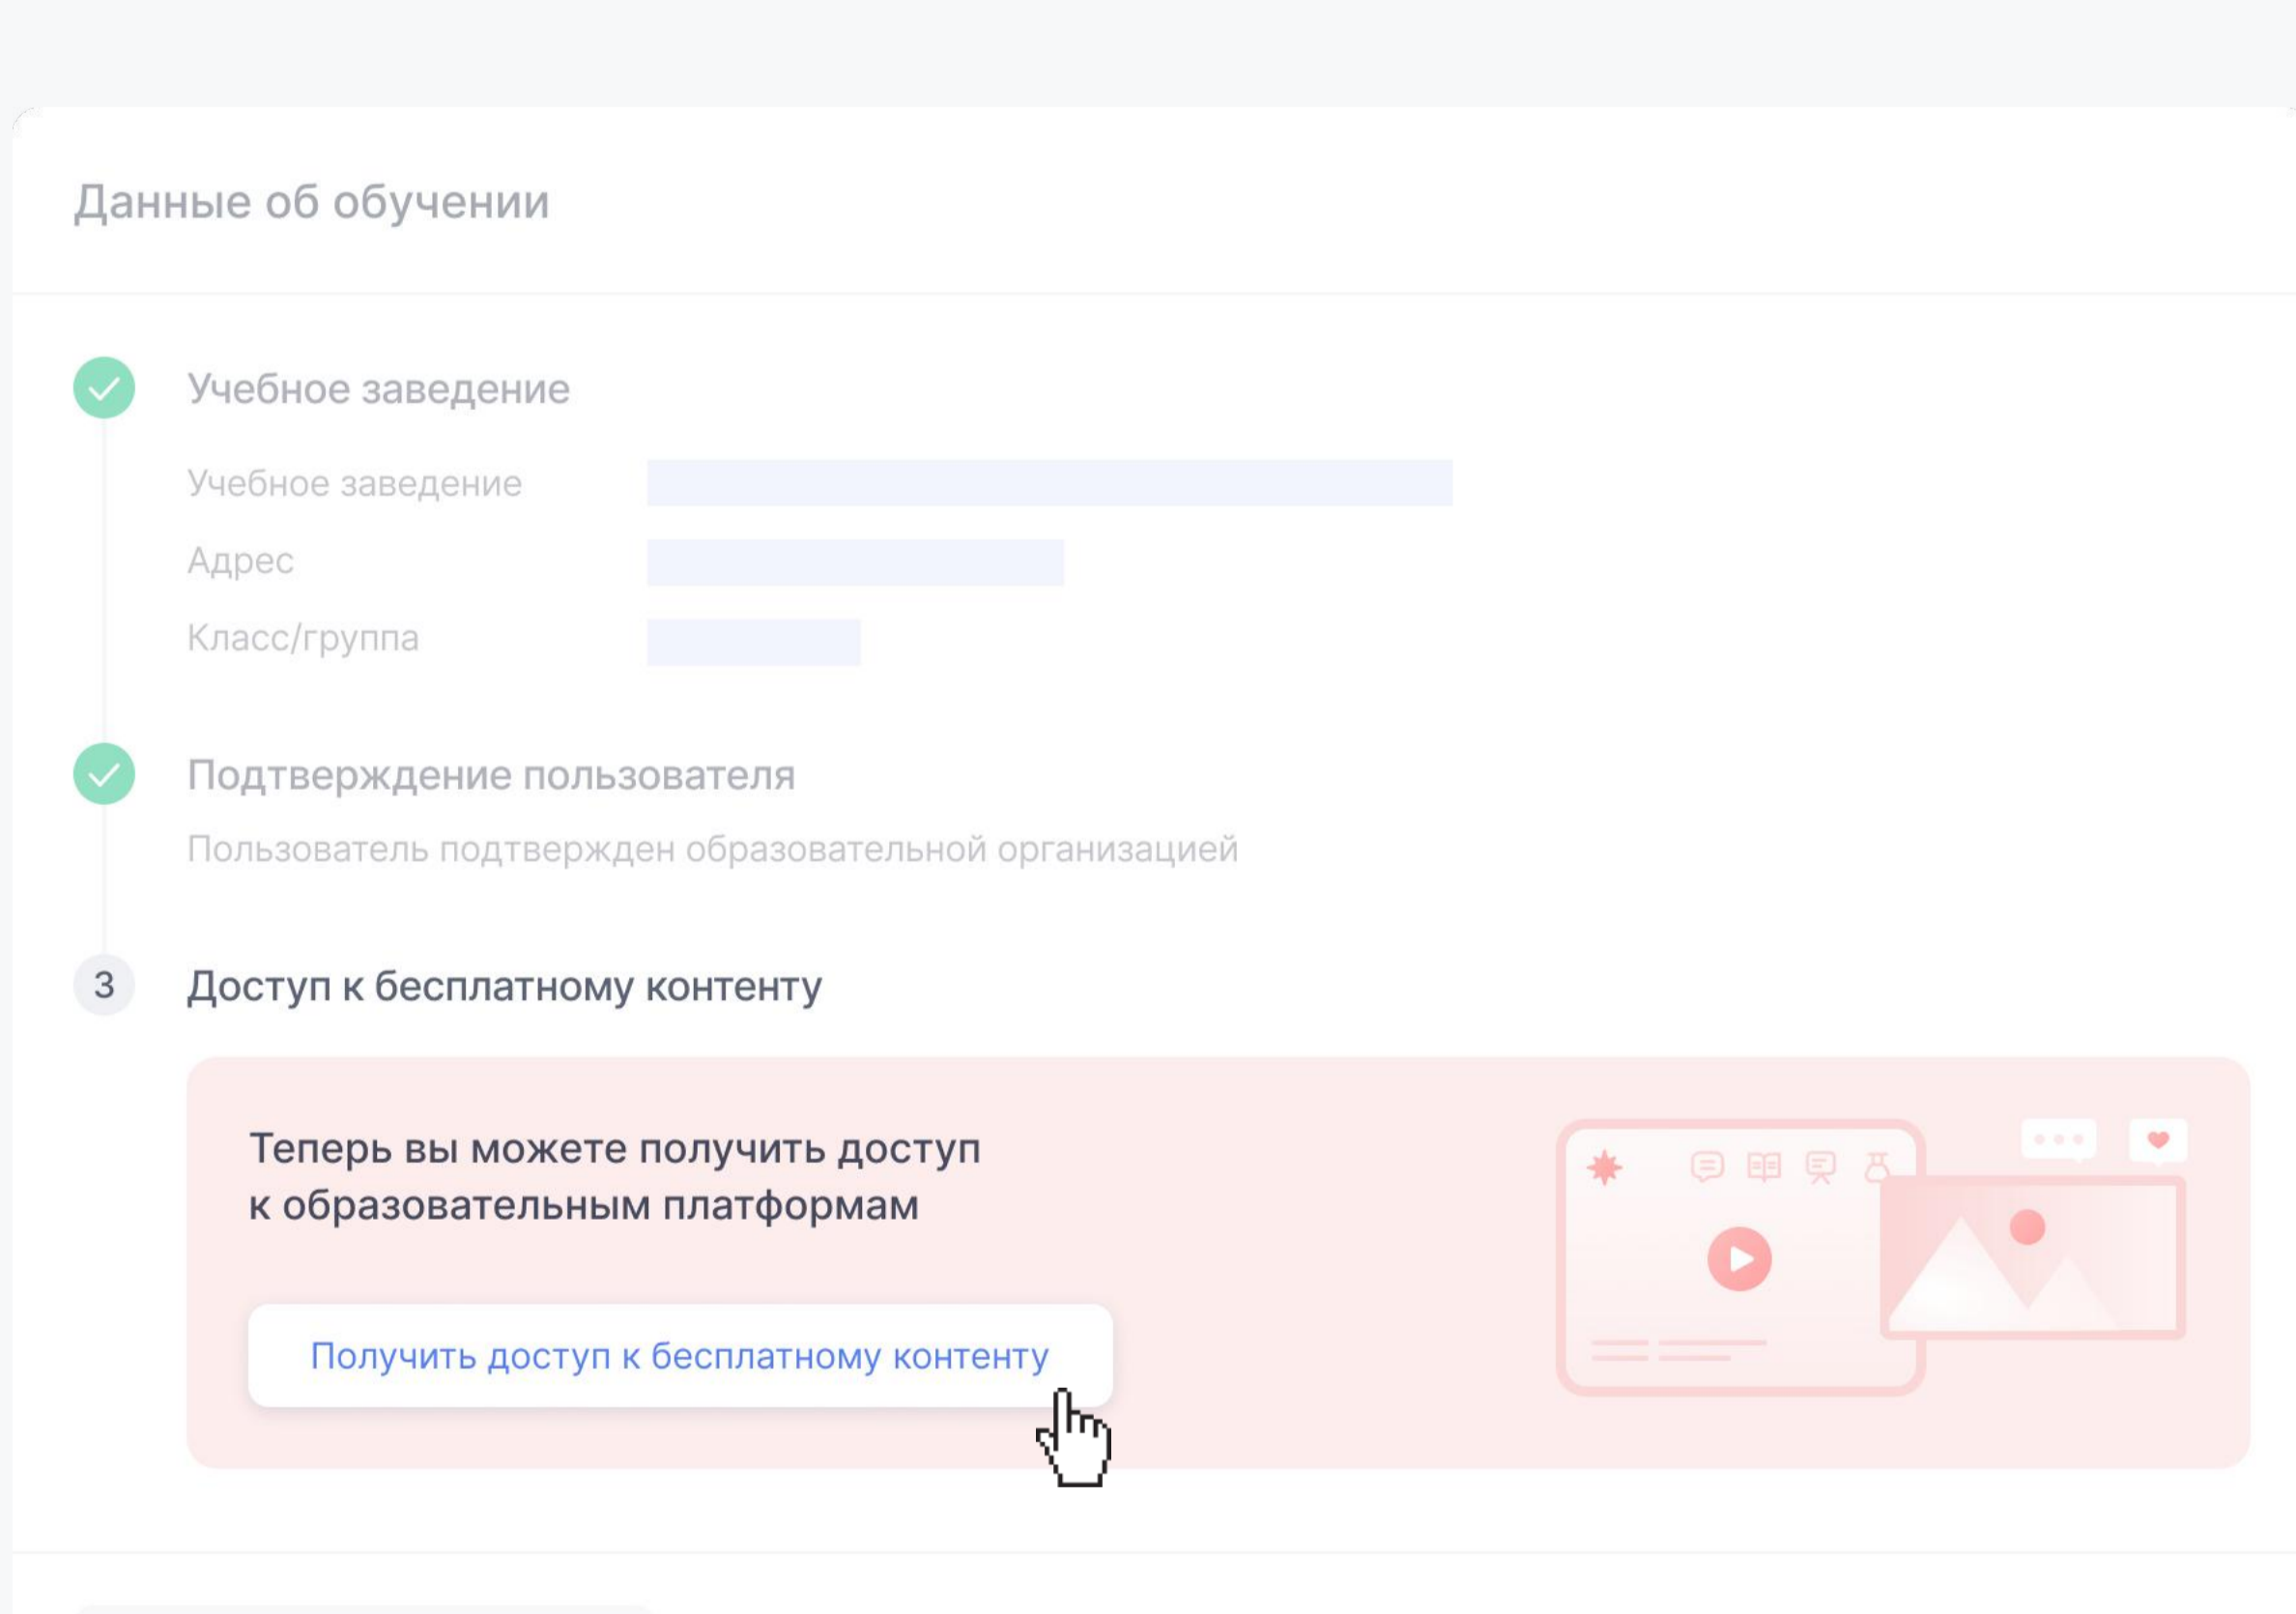 Данные об обучении
Учебное заведение
Учебное заведение
Адрес
Класс/группа
Подтверждение пользователя
Пользователь подтвержден образовательной организацией
3 Доступ к бесплатному контенту
Теперь вы можете получить доступ
к образовательным платформам
Получить доступ к бесплатному контенту